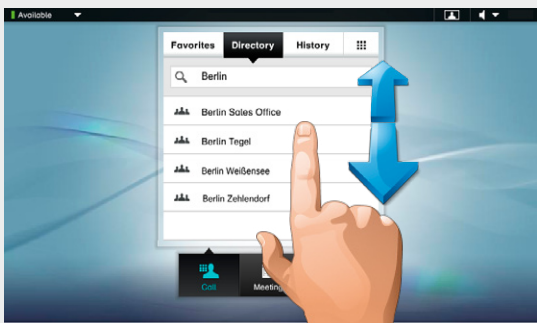 Available
Favorites Directory History
Berlin
Berlin Sales Office
Berlin Tegel
Berlin Weißensee
Berlin Zehlendorf
Call Meeting